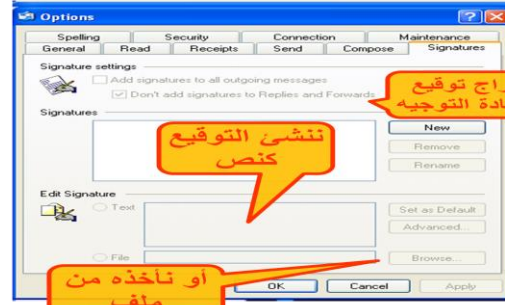 Options
Spelling Security Connection Maintenance
General Read Receipts Send Compose Signatures
Signature settings
Add signatures to all outgoing messages
Don't add signatures to Replies and Forwards
توقيع
التوجيه
Signatures
New
Remove
Rename
ننشئ التوقيع
كنص
Edit Signature
Text
Set as Default
Advanced...
File
Browse...
أو نأخذه من
ملف
OK Cancel Apply